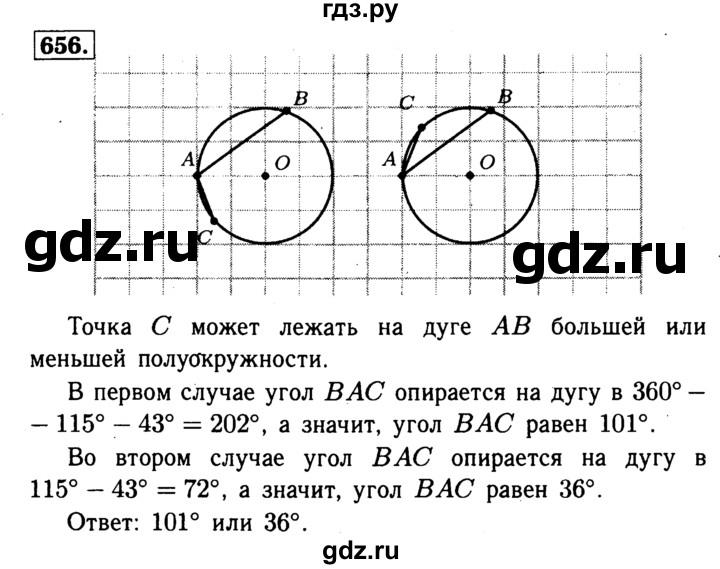 гдз.ру
656.
B
A
O
C
C
B
A
O
gdz.ru
gdz.ru
Точка C может лежать на дуге AB большей или
меньшей полуокружности.
В первом случае угол BAC опирается на дугу в 360° –
– 115° – 43° = 202°, а значит, угол BAC равен 101°.
Во втором случае угол BAC опирается на дугу в
115° – 43° = 72°, а значит, угол BAC равен 36°.
Ответ: 101° или 36°.
gdz.ru